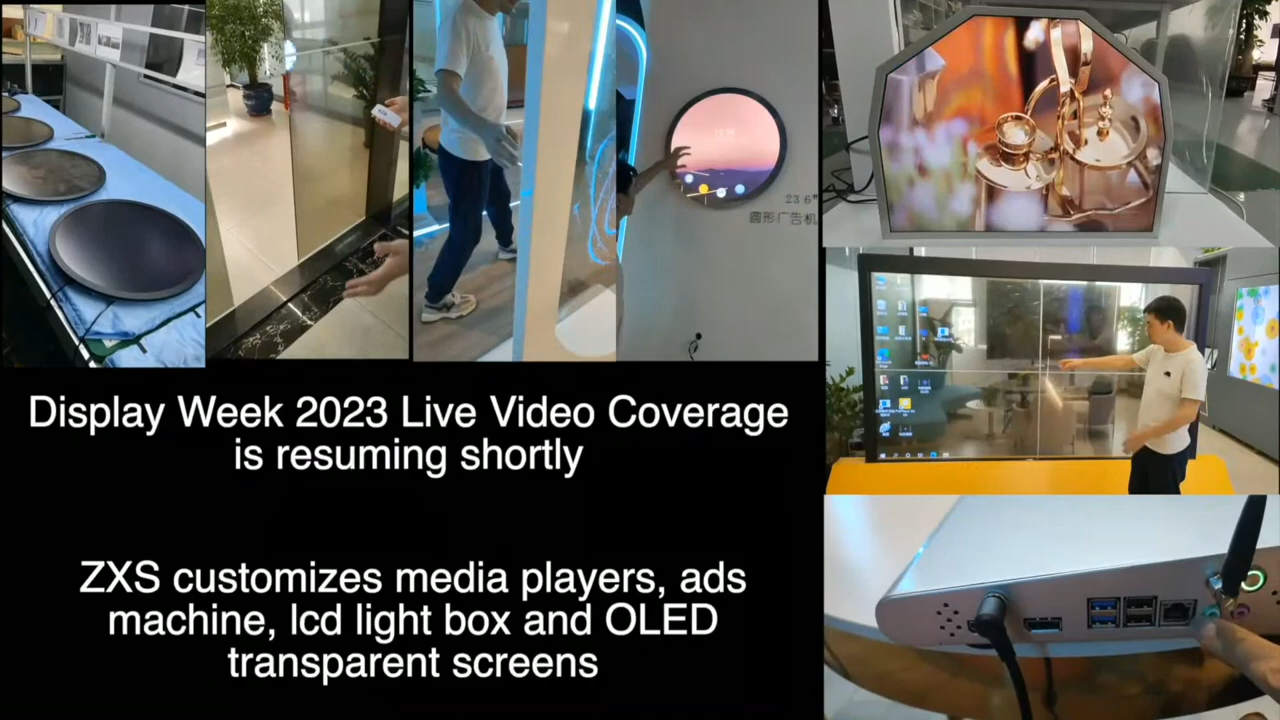 23 6"
圆形广告机
Display Week 2023 Live Video Coverage
is resuming shortly
ZXS customizes media players, ads
machine, lcd light box and OLED
transparent screens